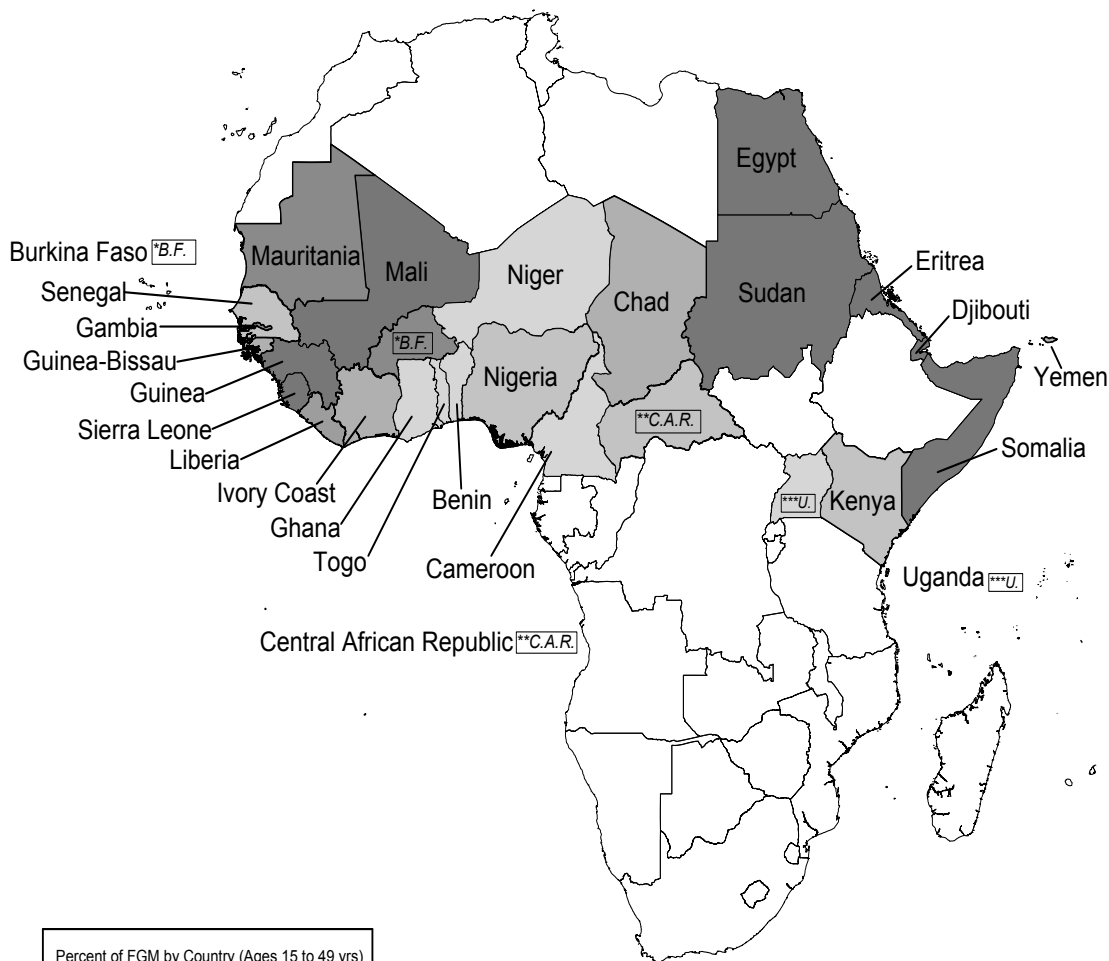 Egypt
Burkina Faso *B.F.
Mauritania
Mali
Niger
Chad
Sudan
Eritrea
Senegal
Djibouti
Gambia
*B.F.
Guinea-Bissau
Nigeria
Yemen
Guinea
**C.A.R.
Sierra Leone
Somalia
Liberia
Ivory Coast
Benin
***U.
Kenya
Ghana
Togo
Cameroon
Uganda ***U.
Central African Republic **C.A.R.
Percent of FGM by Country (Ages 15 to 49 yrs)